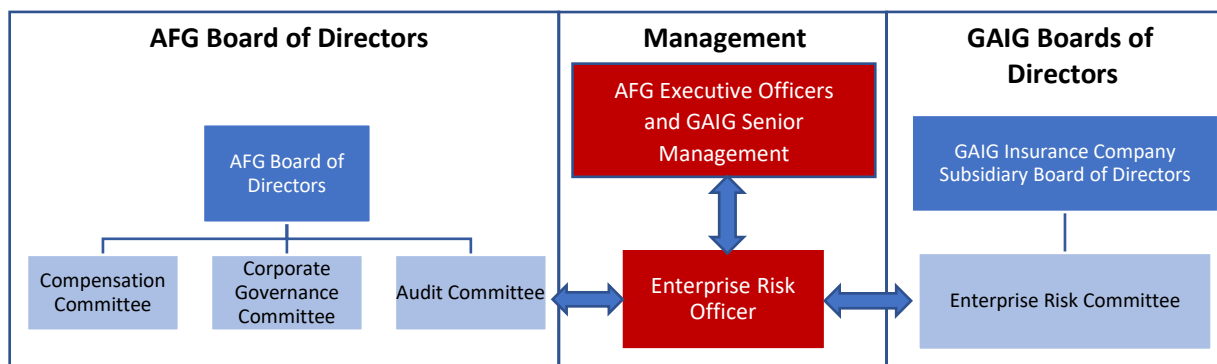 AFG Board of Directors
AFG Board of
Directors
Compensation
Committee
Corporate
Governance
Committee
Audit Committee
Management
AFG Executive Officers
and GAIG Senior
Management
Enterprise Risk
Officer
GAIG Boards of
Directors
GAIG Insurance Company
Subsidiary Board of Directors
Enterprise Risk Committee